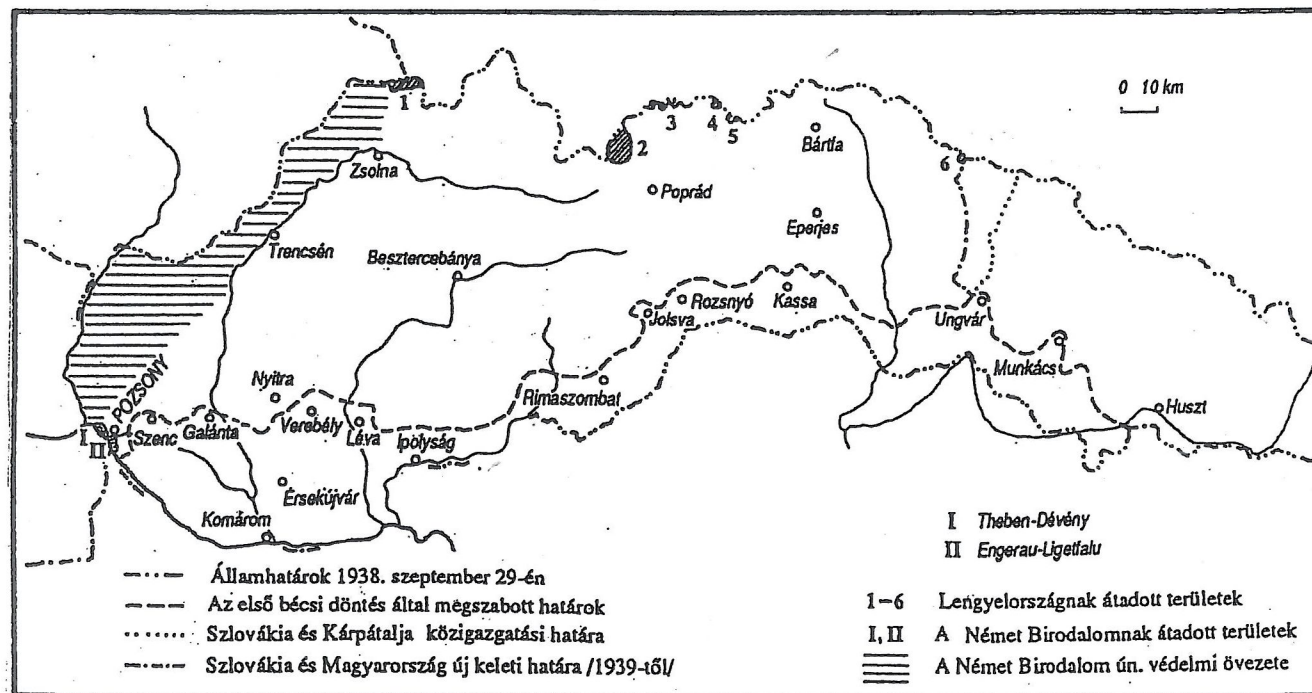 0 10 km
1
2
3
4
5
6
Bártfa
Zsolna
Poprád
Eperjes
Trencsén
Besztercebánya
Rozsnyó
Kassa
Jolsva
Ungvár
Munkács
Huszt
Rimaszombat
POZSONY
Nyitra
I
II
Szenc
Galánta
Verebély
Léva
Ipolyság
Érsekújvár
Komárom
I Theben-Dévény
II Engerau-Ligetfalu
Államhatárok 1938. szeptember 29-én
Az első bécsi döntés által megszabott határok
Szlovákia és Kárpátalja közigazgatási határa
Szlovákia és Magyarország új keleti határa /1939-től/
1–6 Lengyelországnak átadott területek
I, II A Német Birodalomnak átadott területek
A Német Birodalom ún. védelmi övezete